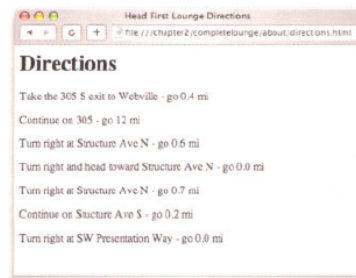 Head First Lounge Directions
file:///chapter2/completelounge/about/directions.html
Directions
Take the 305 S exit to Webville - go 0.4 mi
Continue on 305 - go 12 mi
Turn right at Structure Ave N - go 0.6 mi
Turn right and head toward Structure Ave N - go 0.0 mi
Turn right at Structure Ave N - go 0.7 mi
Continue on Stucture Ave S - go 0.2 mi
Turn right at SW Presentation Way - go 0.0 mi